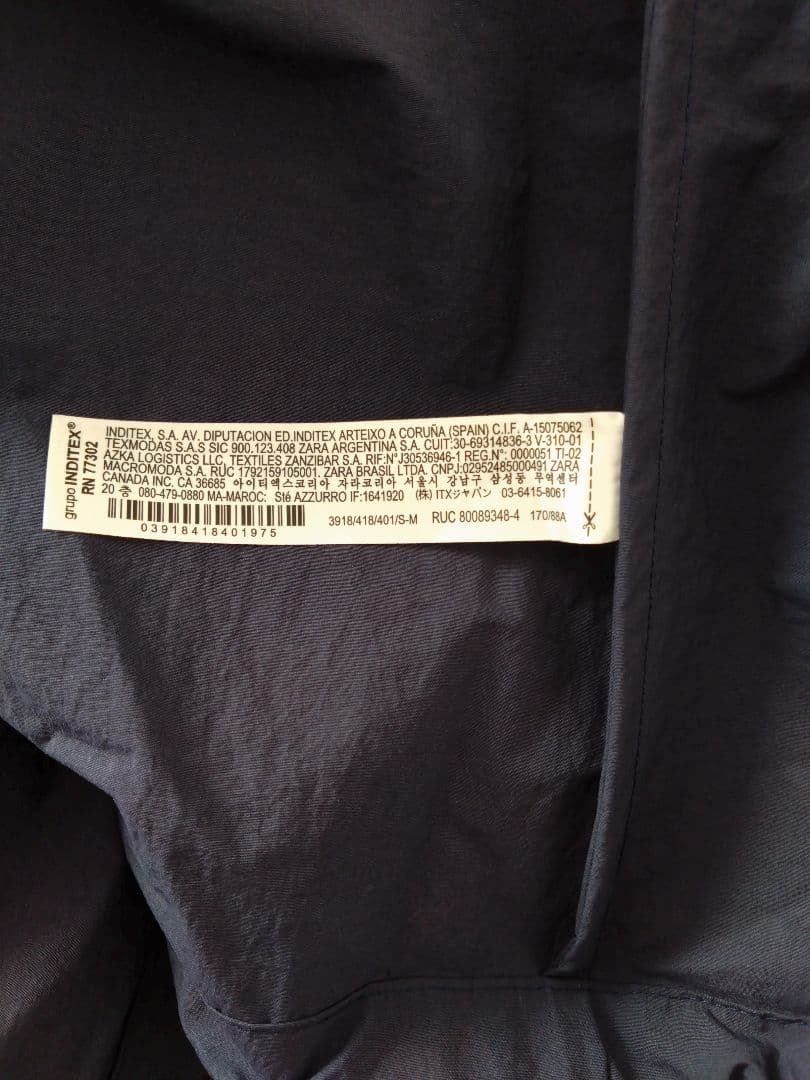 grupo INDITEX®
RN 77302
INDITEX, S.A. AV. DIPUTACION ED.INDITEX ARTEIXO A CORUÑA (SPAIN) C.I.F. A-15075062
TEXMODAS S.A.S SIC 900.123.408 ZARA ARGENTINA S.A. CUIT:30-69314836-3 V-310-01
AZKA LOGISTICS LLC. TEXTILES ZANZIBAR S.A. RIF:N°J30536946-1 REG.N°: 0000051 TI-02
MACROMODA S.A. RUC 1792159105001. ZARA BRASIL LTDA. CNPJ:02952485000491 ZARA
CANADA INC. CA 36685 아이티엑스코리아 자라코리아 서울시 강남구 삼성동 무역센터
20 층 080-479-0880 MA-MAROC: Sté AZZURRO IF:1641920 (株) ITXジャパン 03-6415-8061
3918/418/401/S-M RUC 80089348-4 170/88A
03918418401975